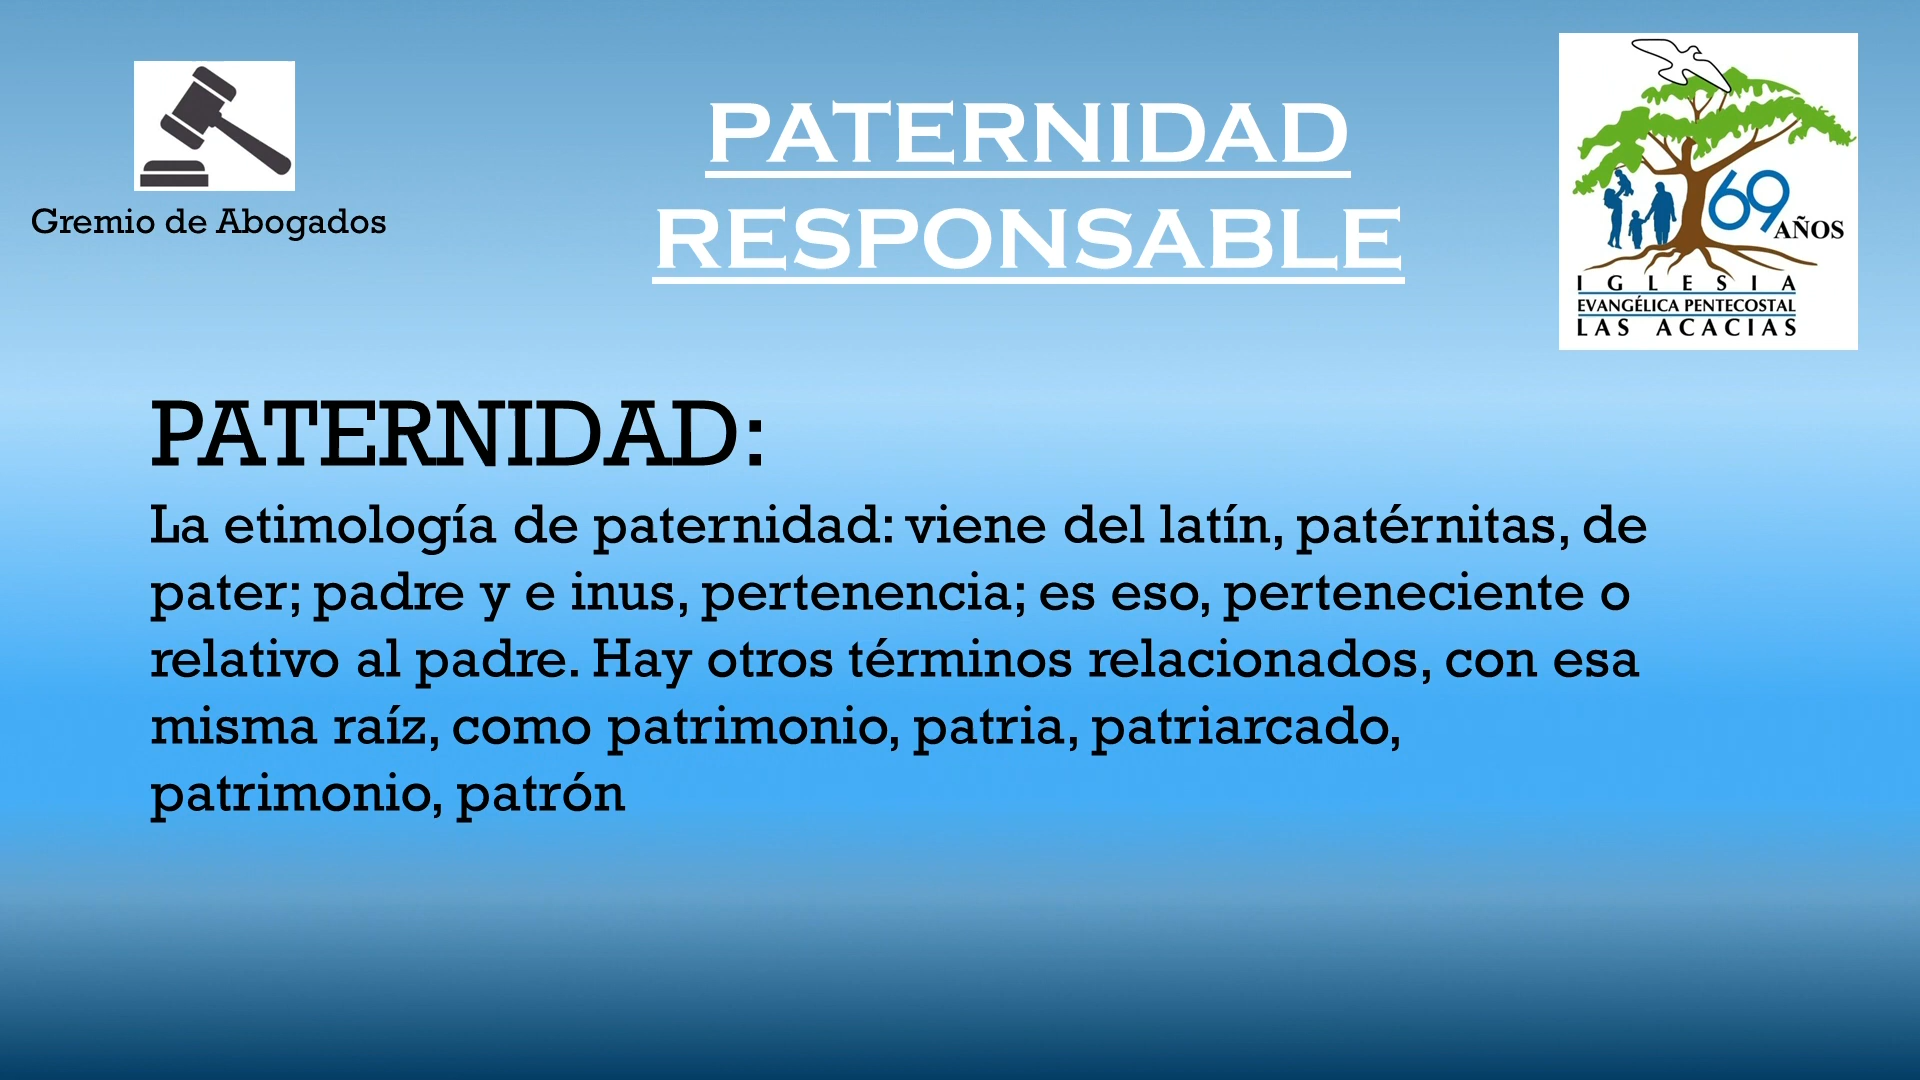 Gremio de Abogados
PATERNIDAD
RESPONSABLE
69
AÑOS
IGLESIA
EVANGÉLICA PENTECOSTAL
LAS ACACIAS
PATERNIDAD:
La etimología de paternidad: viene del latín, patérnitas, de
pater; padre y e inus, pertenencia; es eso, perteneciente o
relativo al padre. Hay otros términos relacionados, con esa
misma raíz, como patrimonio, patria, patriarcado,
patrimonio, patrón